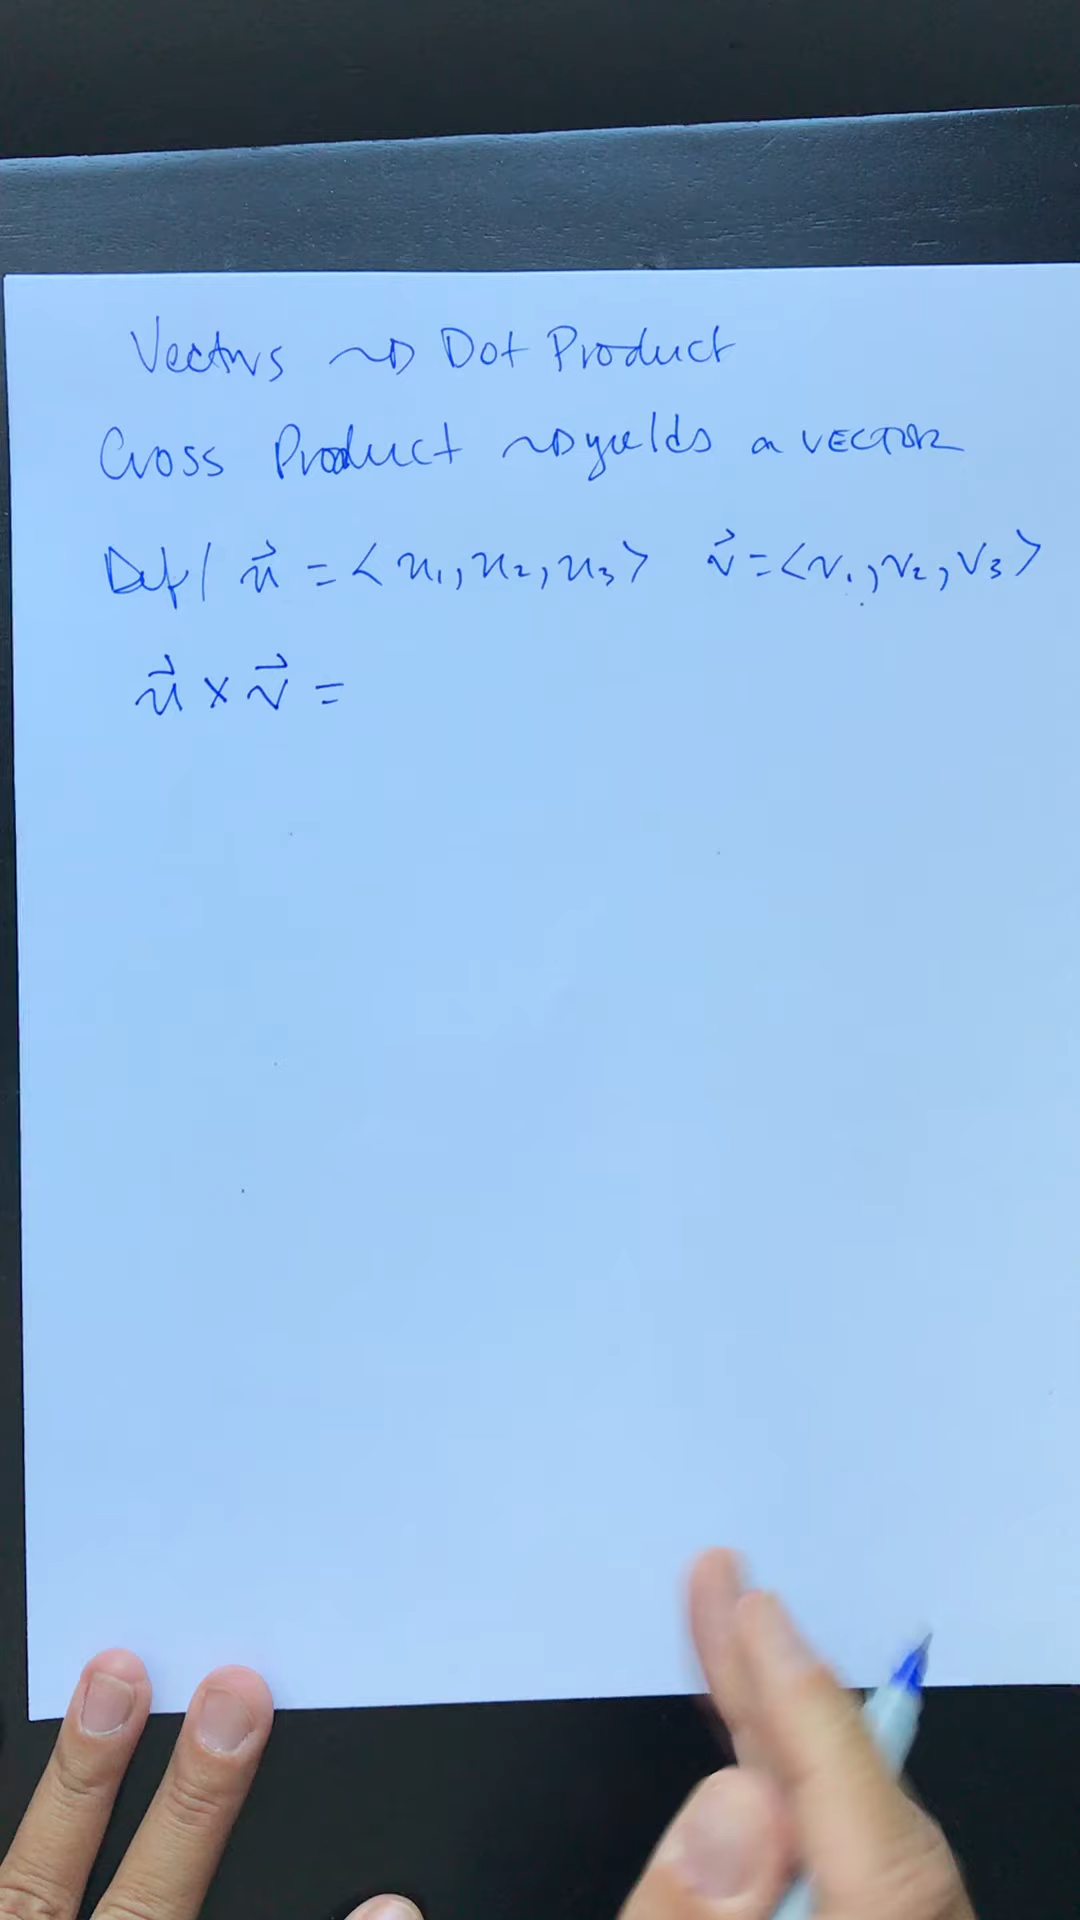 Vectors ~> Dot Product
Cross Product ~> yields a VECTOR
Def/ u⃗ = <u₁, u₂, u₃> v⃗ = <v₁, v₂, v₃>
u⃗ × v⃗ =